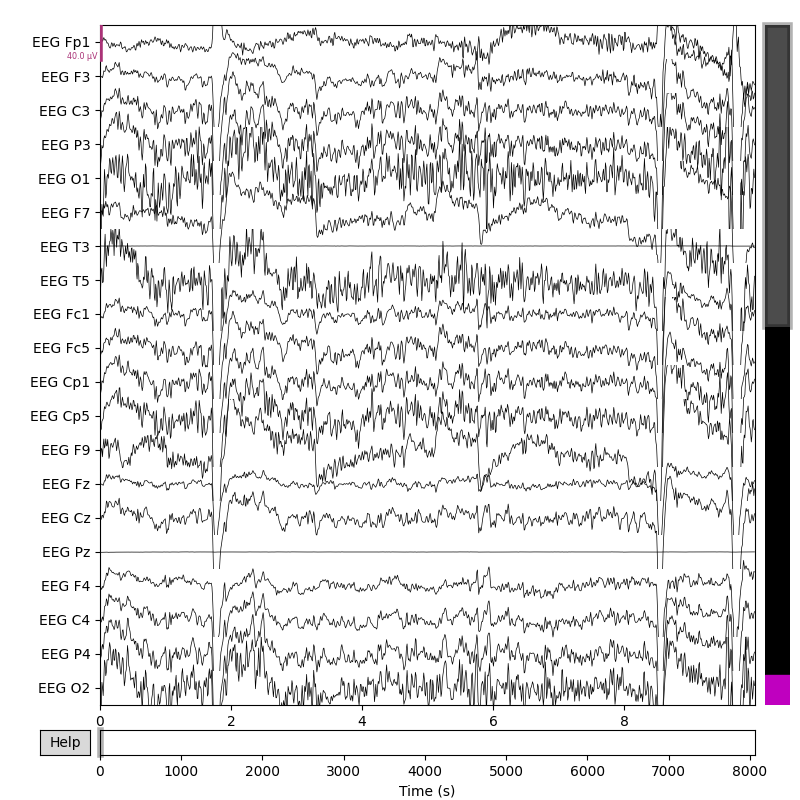 EEG Fp1
40.0 µV
EEG F3
EEG C3
EEG P3
EEG O1
EEG F7
EEG T3
EEG T5
EEG Fc1
EEG Fc5
EEG Cp1
EEG Cp5
EEG F9
EEG Fz
EEG Cz
EEG Pz
EEG F4
EEG C4
EEG P4
EEG O2
0 2 4 6 8
Help
0 1000 2000 3000 4000 5000 6000 7000 8000
Time (s)